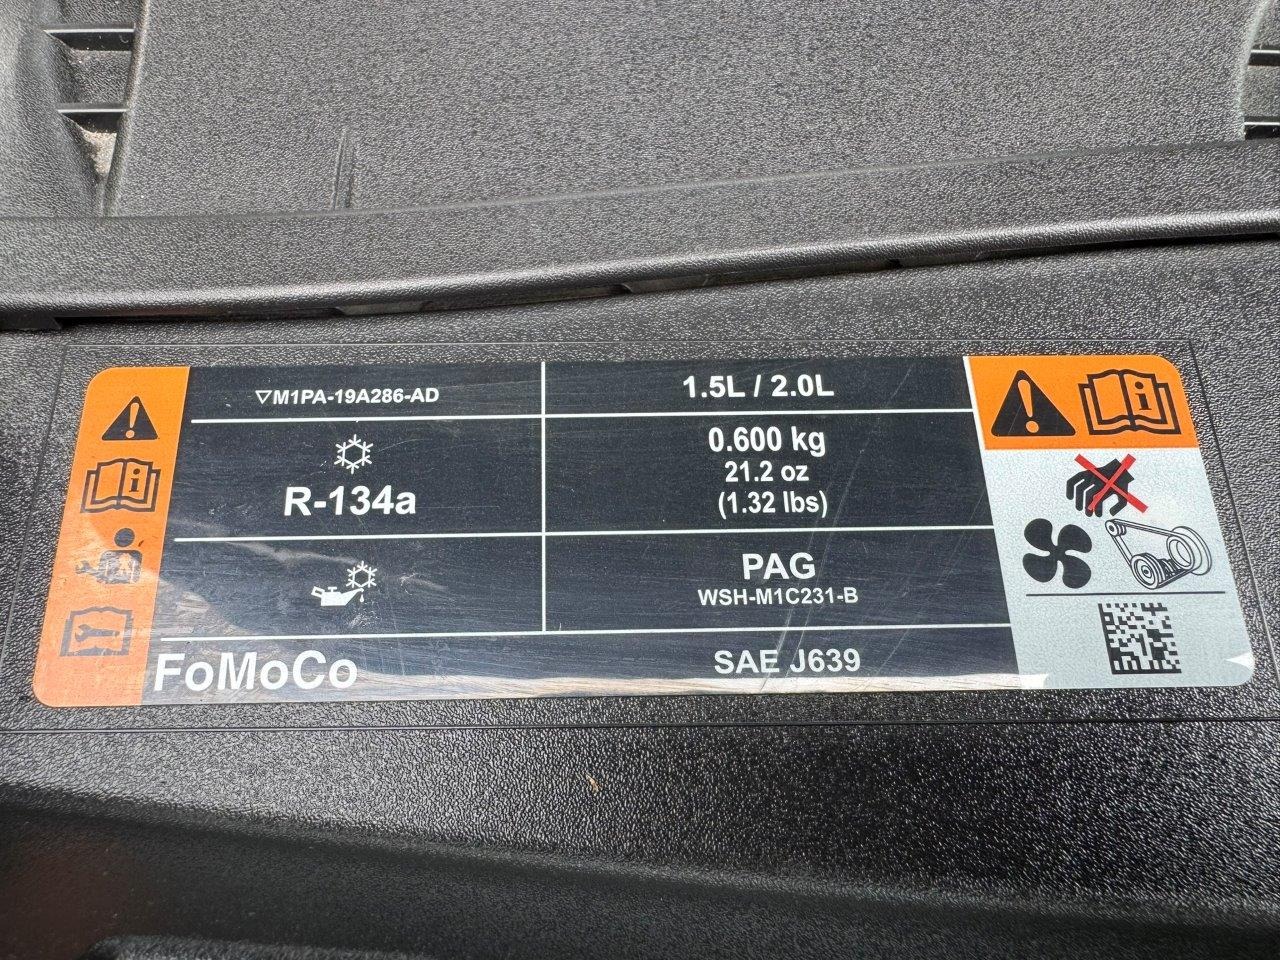 ▽M1PA-19A286-AD
1.5L / 2.0L
R-134a
0.600 kg
21.2 oz
(1.32 lbs)
PAG
WSH-M1C231-B
FoMoCo
SAE J639